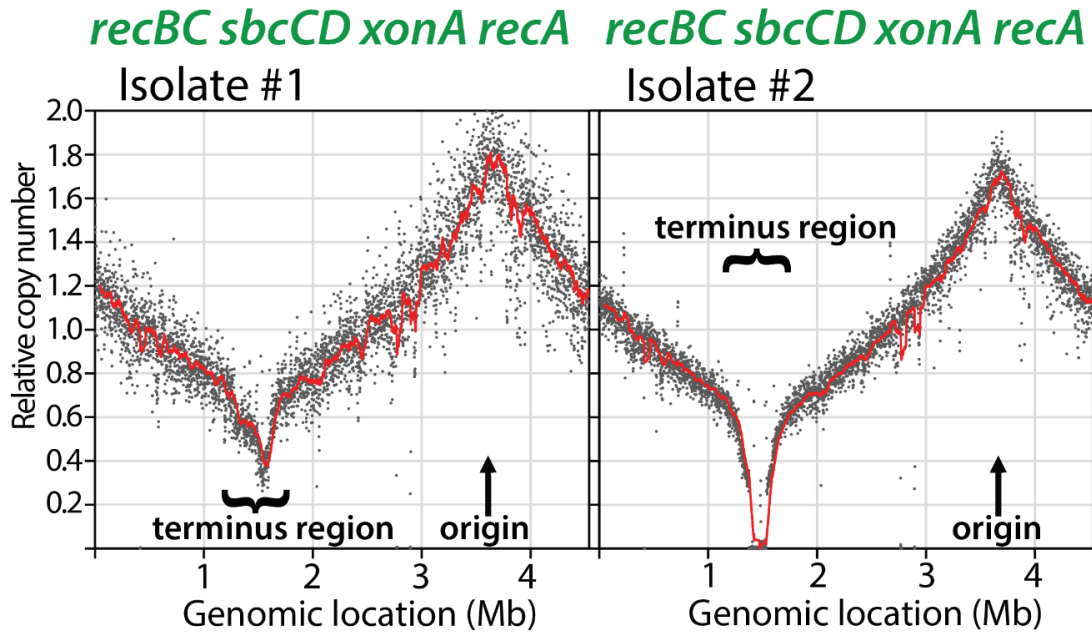 recBC sbcCD xonA recA
recBC sbcCD xonA recA
Isolate #1
Isolate #2
Relative copy number
2.0
1.8
1.6
1.4
1.2
1.0
0.8
0.6
0.4
0.2
terminus region
origin
terminus region
origin
1 2 3 4
1 2 3 4
Genomic location (Mb)
Genomic location (Mb)